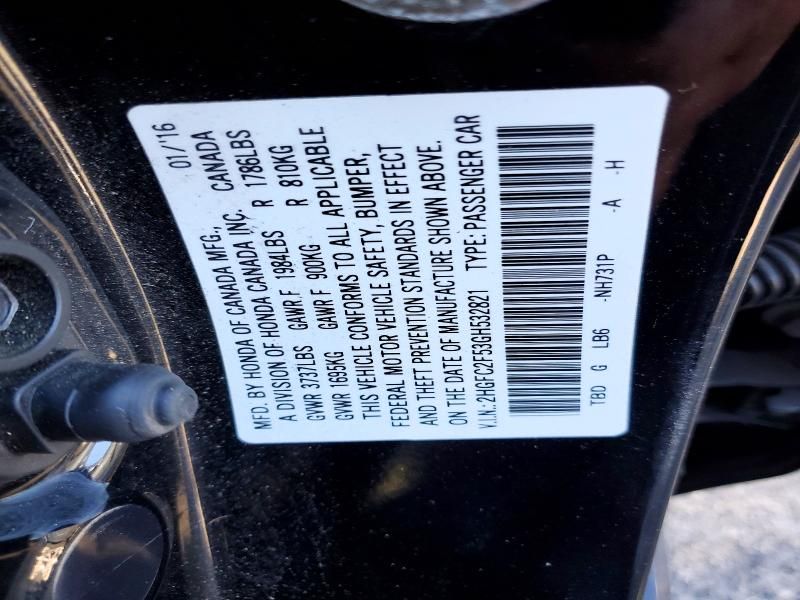 MFD. BY HONDA OF CANADA MFG., 01/'16
A DIVISION OF HONDA CANADA INC, CANADA
GVWR 3737LBS GAWR F 1984LBS R 1786LBS
GVWR 1695KG GAWR F 900KG R 810KG
THIS VEHICLE CONFORMS TO ALL APPLICABLE
FEDERAL MOTOR VEHICLE SAFETY, BUMPER,
AND THEFT PREVENTION STANDARDS IN EFFECT
ON THE DATE OF MANUFACTURE SHOWN ABOVE.
V.I.N.: 2HGFC2F53GH532821 TYPE: PASSENGER CAR
TBD G LB6 -NH731P -A -H